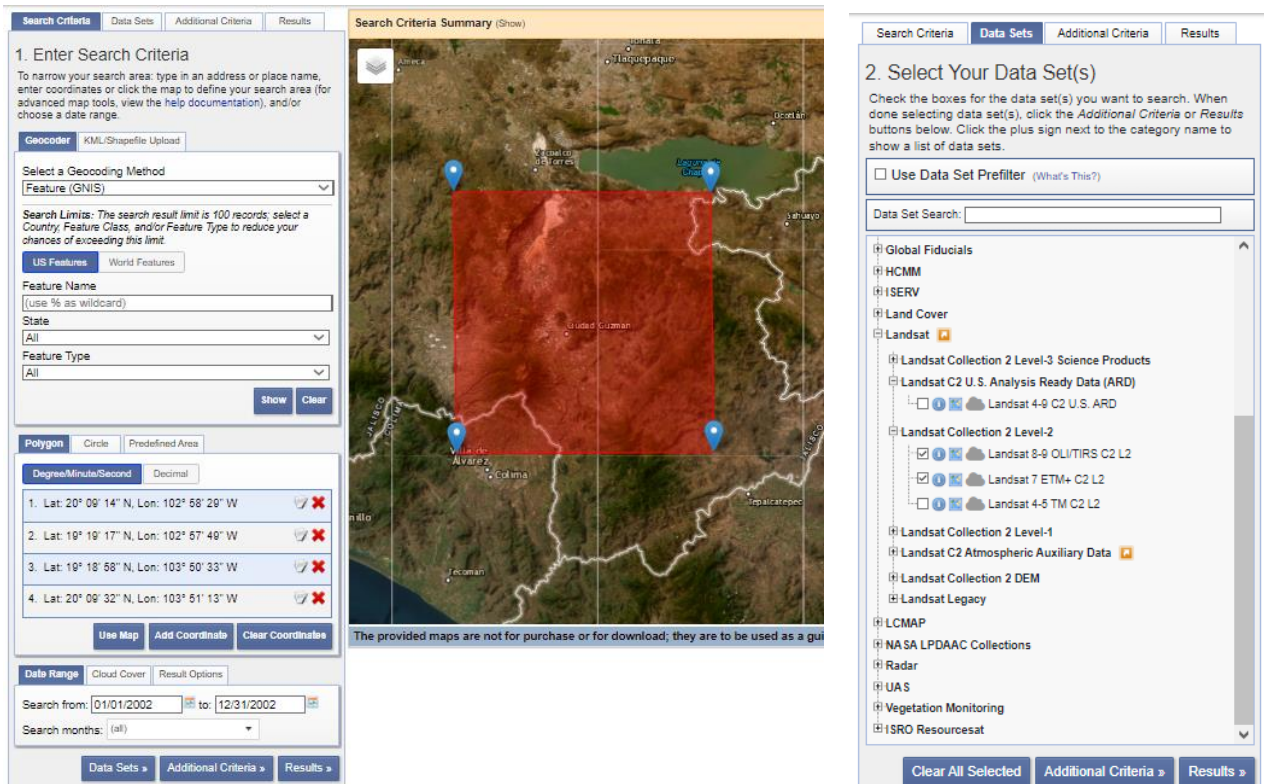 Search Criteria
Data Sets
Additional Criteria
Results
1. Enter Search Criteria
To narrow your search area: type in an address or place name,
enter coordinates or click the map to define your search area (for
advanced map tools, view the help documentation), and/or
choose a date range.
Geocoder
KML/Shapefile Upload
Select a Geocoding Method
Feature (GNIS)
Search Limits: The search result limit is 100 records; select a
Country, Feature Class, and/or Feature Type to reduce your
chances of exceeding this limit.
US Features
World Features
Feature Name
(use % as wildcard)
State
All
Feature Type
All
Show
Clear
Polygon
Circle
Predefined Area
Degree/Minute/Second
Decimal
1. Lat: 20° 09' 14" N, Lon: 102° 58' 29" W
2. Lat: 19° 19' 17" N, Lon: 102° 57' 49" W
3. Lat: 19° 18' 58" N, Lon: 103° 50' 33" W
4. Lat: 20° 09' 32" N, Lon: 103° 51' 13" W
Use Map
Add Coordinate
Clear Coordinates
Date Range
Cloud Cover
Result Options
Search from: 01/01/2002 to: 12/31/2002
Search months: (all)
Data Sets »
Additional Criteria »
Results »
Search Criteria Summary (Show)
Tonalá
Tlaquepaque
Ameca
Ocotlán
Zacoalco
de Torres
Sahuayo
Ciudad Guzmán
JALISCO
COLIMA
Villa de
Álvarez
Colima
JALISCO
Tepalcatepec
Tecoman
The provided maps are not for purchase or for download; they are to be used as a gui
Search Criteria
Data Sets
Additional Criteria
Results
2. Select Your Data Set(s)
Check the boxes for the data set(s) you want to search. When
done selecting data set(s), click the Additional Criteria or Results
buttons below. Click the plus sign next to the category name to
show a list of data sets.
Use Data Set Prefilter (What's This?)
Data Set Search:
Global Fiducials
HCMM
ISERV
Land Cover
Landsat
Landsat Collection 2 Level-3 Science Products
Landsat C2 U.S. Analysis Ready Data (ARD)
Landsat 4-9 C2 U.S. ARD
Landsat Collection 2 Level-2
Landsat 8-9 OLI/TIRS C2 L2
Landsat 7 ETM+ C2 L2
Landsat 4-5 TM C2 L2
Landsat Collection 2 Level-1
Landsat C2 Atmospheric Auxiliary Data
Landsat Collection 2 DEM
Landsat Legacy
LCMAP
NASA LPDAAC Collections
Radar
UAS
Vegetation Monitoring
ISRO Resourcesat
Clear All Selected
Additional Criteria »
Results »